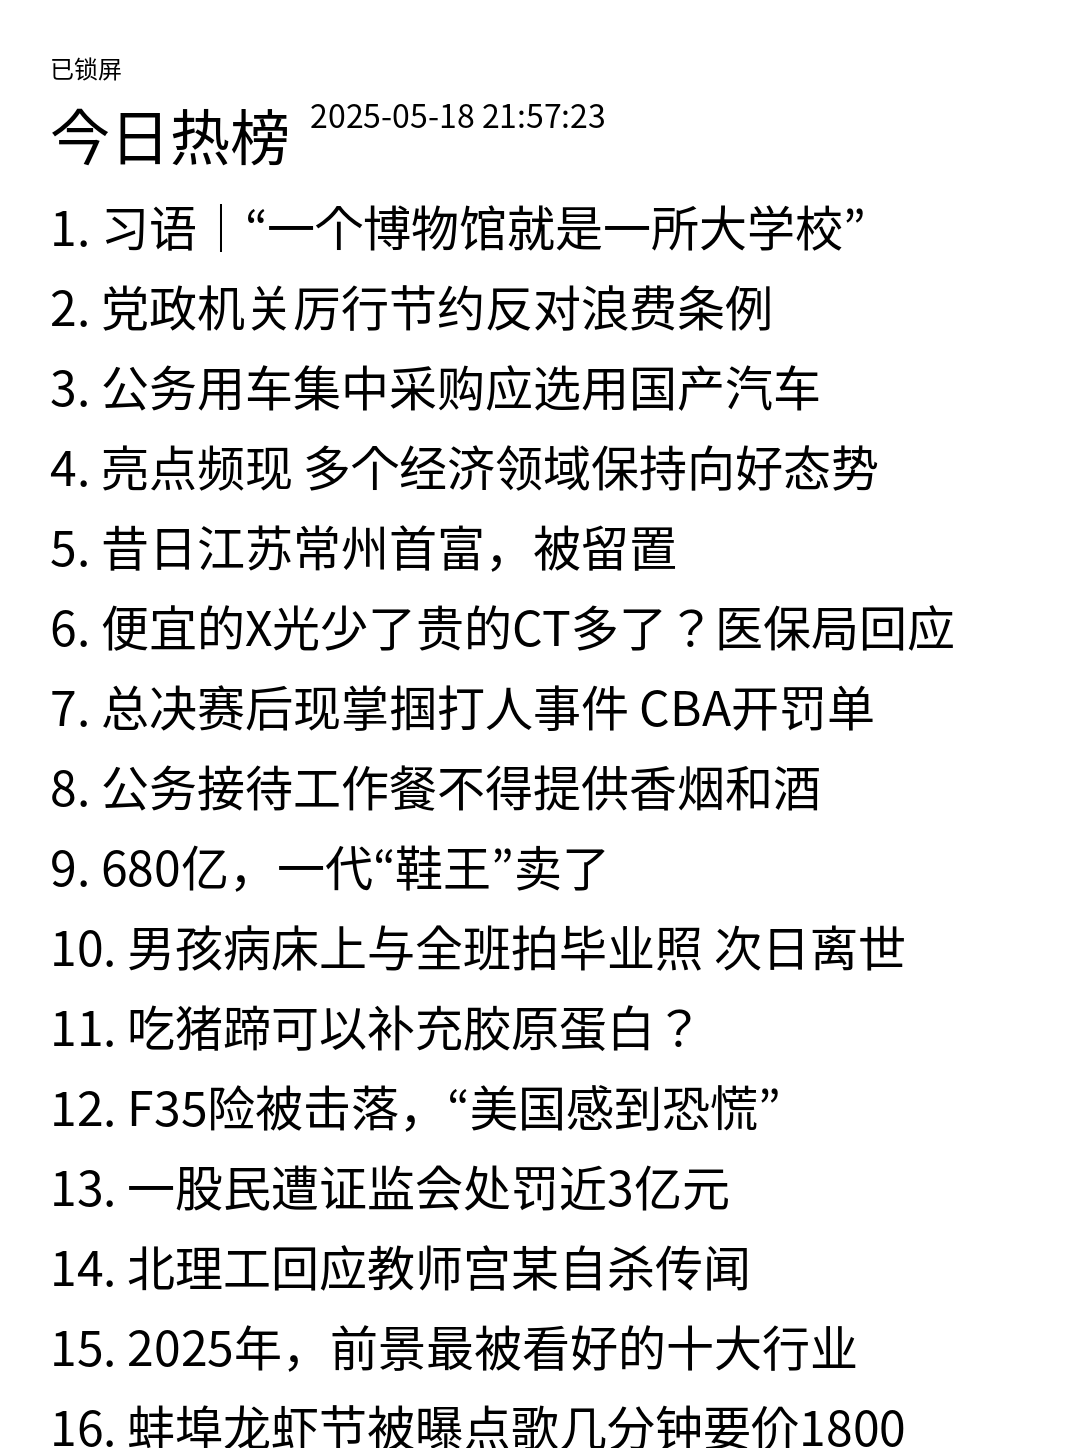 已锁屏
今日热榜 2025-05-18 21:57:23
1. 习语｜“一个博物馆就是一所大学校”
2. 党政机关厉行节约反对浪费条例
3. 公务用车集中采购应选用国产汽车
4. 亮点频现 多个经济领域保持向好态势
5. 昔日江苏常州首富，被留置
6. 便宜的X光少了贵的CT多了？医保局回应
7. 总决赛后现掌掴打人事件 CBA开罚单
8. 公务接待工作餐不得提供香烟和酒
9. 680亿，一代“鞋王”卖了
10. 男孩病床上与全班拍毕业照 次日离世
11. 吃猪蹄可以补充胶原蛋白？
12. F35险被击落，“美国感到恐慌”
13. 一股民遭证监会处罚近3亿元
14. 北理工回应教师宫某自杀传闻
15. 2025年，前景最被看好的十大行业
16. 蚌埠龙虾节被曝点歌几分钟要价1800